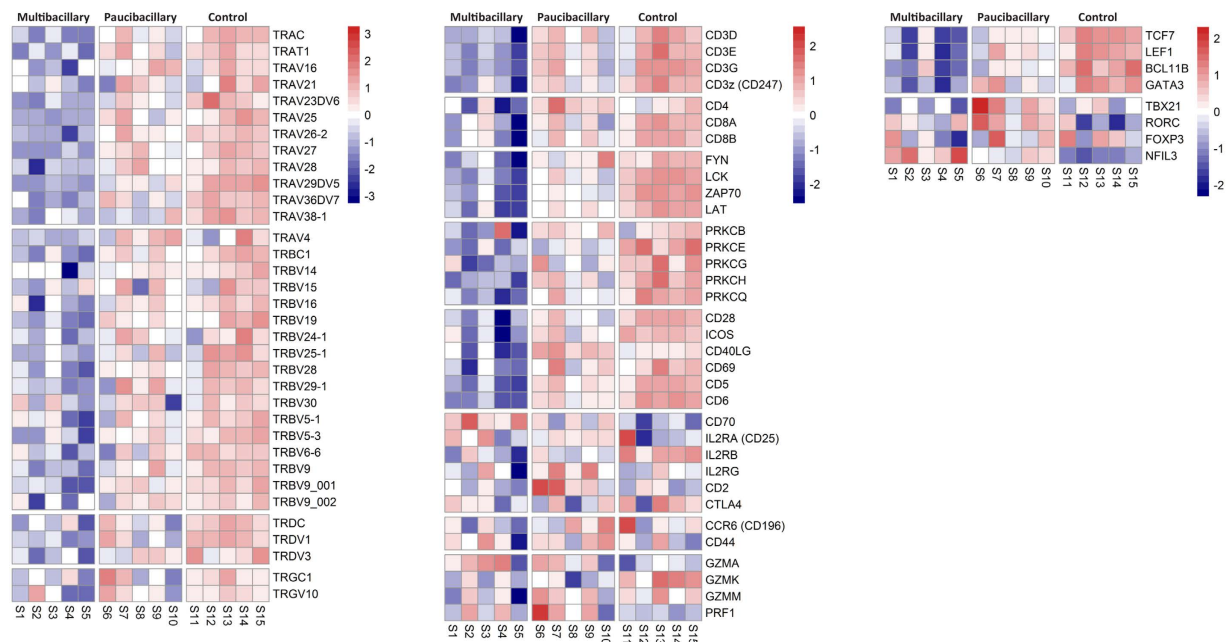 Multibacillary Paucibacillary Control
TRAC
TRAT1
TRAV16
TRAV21
TRAV23DV6
TRAV25
TRAV26-2
TRAV27
TRAV28
TRAV29DV5
TRAV36DV7
TRAV38-1
TRAV4
TRBC1
TRBV14
TRBV15
TRBV16
TRBV19
TRBV24-1
TRBV25-1
TRBV28
TRBV29-1
TRBV30
TRBV5-1
TRBV5-3
TRBV6-6
TRBV9
TRBV9_001
TRBV9_002
TRDC
TRDV1
TRDV3
TRGC1
TRGV10
S1 S2 S3 S4 S5 S6 S7 S8 S9 S10 S11 S12 S13 S14 S15
3
2
1
0
-1
-2
-3
Multibacillary Paucibacillary Control
CD3D
CD3E
CD3G
CD3z (CD247)
CD4
CD8A
CD8B
FYN
LCK
ZAP70
LAT
PRKCB
PRKCE
PRKCG
PRKCH
PRKCQ
CD28
ICOS
CD40LG
CD69
CD5
CD6
CD70
IL2RA (CD25)
IL2RB
IL2RG
CD2
CTLA4
CCR6 (CD196)
CD44
GZMA
GZMK
GZMM
PRF1
S1 S2 S3 S4 S5 S6 S7 S8 S9 S10 S11 S12 S13 S14 S15
2
1
0
-1
-2
Multibacillary Paucibacillary Control
TCF7
LEF1
BCL11B
GATA3
TBX21
RORC
FOXP3
NFIL3
S1 S2 S3 S4 S5 S6 S7 S8 S9 S10 S11 S12 S13 S14 S15
2
1
0
-1
-2